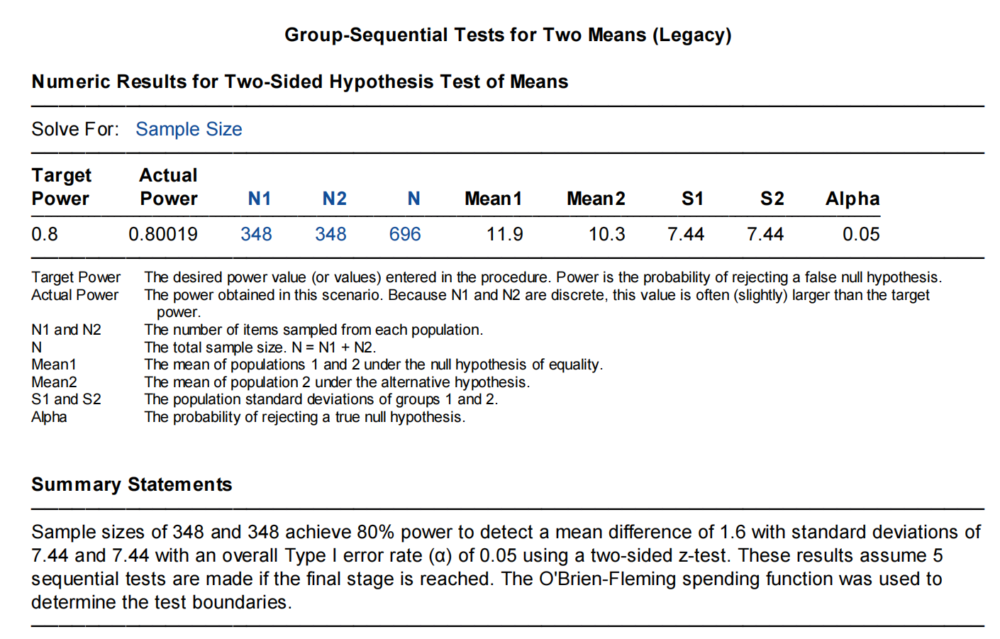 Group-Sequential Tests for Two Means (Legacy)
Numeric Results for Two-Sided Hypothesis Test of Means
Solve For: Sample Size
Target Actual
Power Power N1 N2 N Mean1 Mean2 S1 S2 Alpha
0.8 0.80019 348 348 696 11.9 10.3 7.44 7.44 0.05
Target Power The desired power value (or values) entered in the procedure. Power is the probability of rejecting a false null hypothesis.
Actual Power The power obtained in this scenario. Because N1 and N2 are discrete, this value is often (slightly) larger than the target
power.
N1 and N2 The number of items sampled from each population.
N The total sample size. N = N1 + N2.
Mean1 The mean of populations 1 and 2 under the null hypothesis of equality.
Mean2 The mean of population 2 under the alternative hypothesis.
S1 and S2 The population standard deviations of groups 1 and 2.
Alpha The probability of rejecting a true null hypothesis.
Summary Statements
Sample sizes of 348 and 348 achieve 80% power to detect a mean difference of 1.6 with standard deviations of
7.44 and 7.44 with an overall Type I error rate (α) of 0.05 using a two-sided z-test. These results assume 5
sequential tests are made if the final stage is reached. The O'Brien-Fleming spending function was used to
determine the test boundaries.